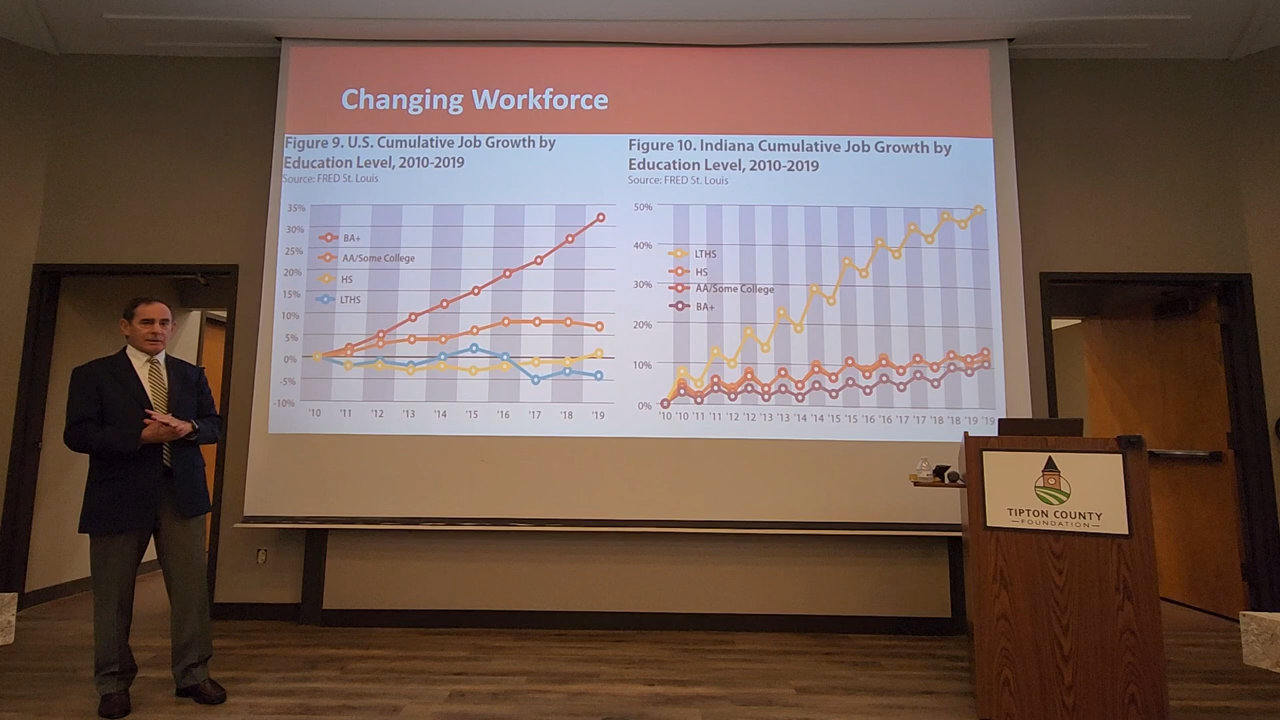 Changing Workforce
Figure 9. U.S. Cumulative Job Growth by
Education Level, 2010-2019
Source: FRED St. Louis
35%
30%
25%
20%
15%
10%
5%
0%
-5%
-10%
BA+
AA/Some College
HS
LTHS
'10 '11 '12 '13 '14 '15 '16 '17 '18 '19
Figure 10. Indiana Cumulative Job Growth by
Education Level, 2010-2019
Source: FRED St. Louis
50%
40%
30%
20%
10%
0%
LTHS
HS
AA/Some College
BA+
'10 '10 '11 '11 '12 '12 '13 '13 '14 '14 '15 '15 '16 '16 '17 '17 '18 '18 '19 '19
TIPTON COUNTY
FOUNDATION